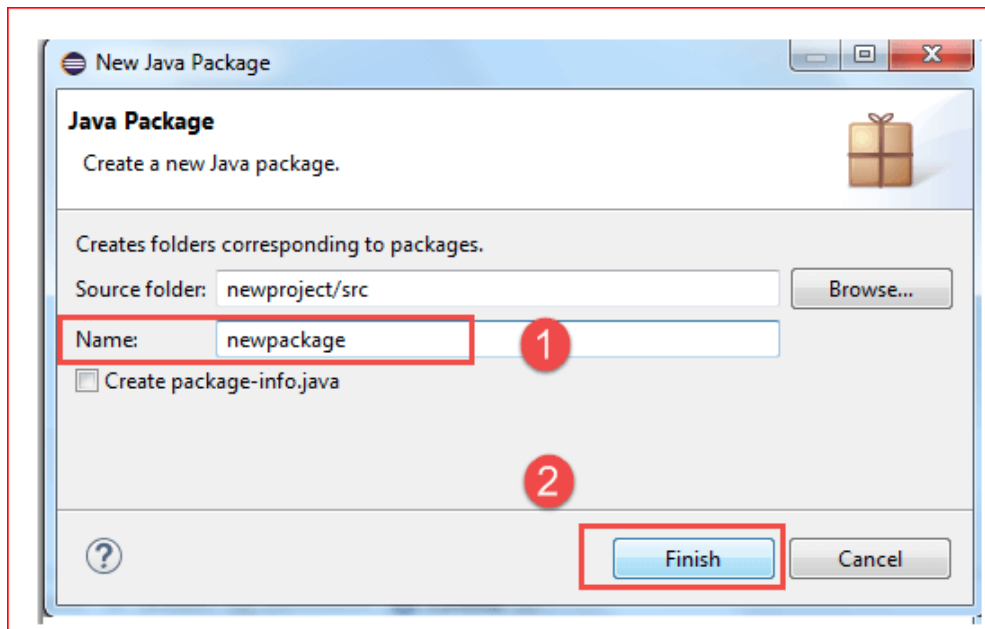 New Java Package
Java Package
Create a new Java package.
Creates folders corresponding to packages.
Source folder: newproject/src Browse...
Name: newpackage 1
Create package-info.java
2
? Finish Cancel